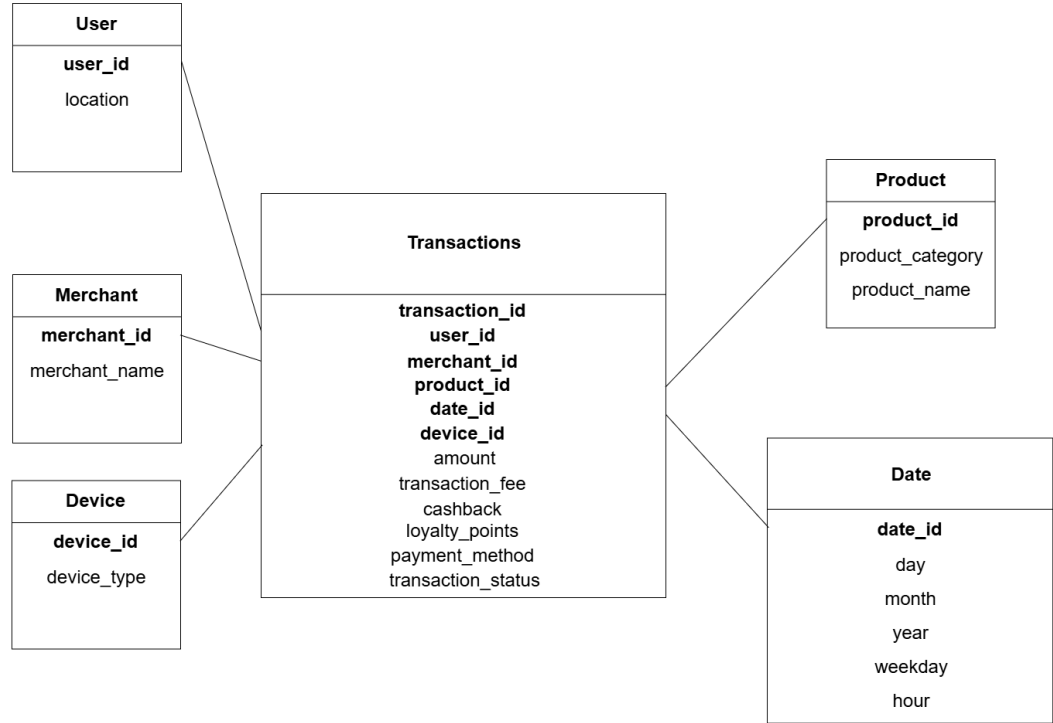 User
user_id
location
Merchant
merchant_id
merchant_name
Device
device_id
device_type
Transactions
transaction_id
user_id
merchant_id
product_id
date_id
device_id
amount
transaction_fee
cashback
loyalty_points
payment_method
transaction_status
Product
product_id
product_category
product_name
Date
date_id
day
month
year
weekday
hour